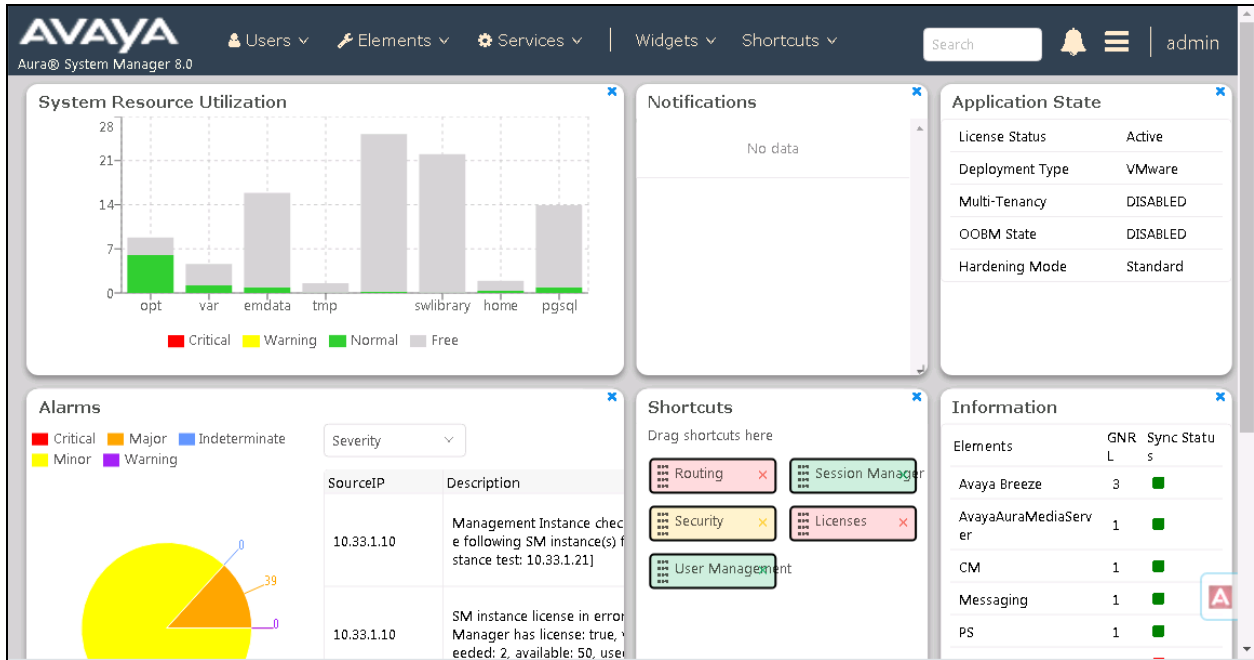 AVAYA
Aura® System Manager 8.0
Users
Elements
Services
Widgets
Shortcuts
Search
admin
System Resource Utilization
28
21
14
7
0
opt var emdata tmp swlibrary home pgsql
Critical Warning Normal Free
Notifications
No data
Application State
License Status Active
Deployment Type VMware
Multi-Tenancy DISABLED
OOBM State DISABLED
Hardening Mode Standard
Alarms
Critical Major Indeterminate
Minor Warning
0
39
0
Severity
SourceIP Description
10.33.1.10
Management Instance chec
e following SM instance(s) f
stance test: 10.33.1.21]
10.33.1.10
SM instance license in error
Manager has license: true,
eeded: 2, available: 50, use
Shortcuts
Drag shortcuts here
Routing
Session Manager
Security
Licenses
User Management
Information
Elements GNR Sync Statu
L s
Avaya Breeze 3
AvayaAuraMediaServ
er 1
CM 1
Messaging 1
PS 1
A